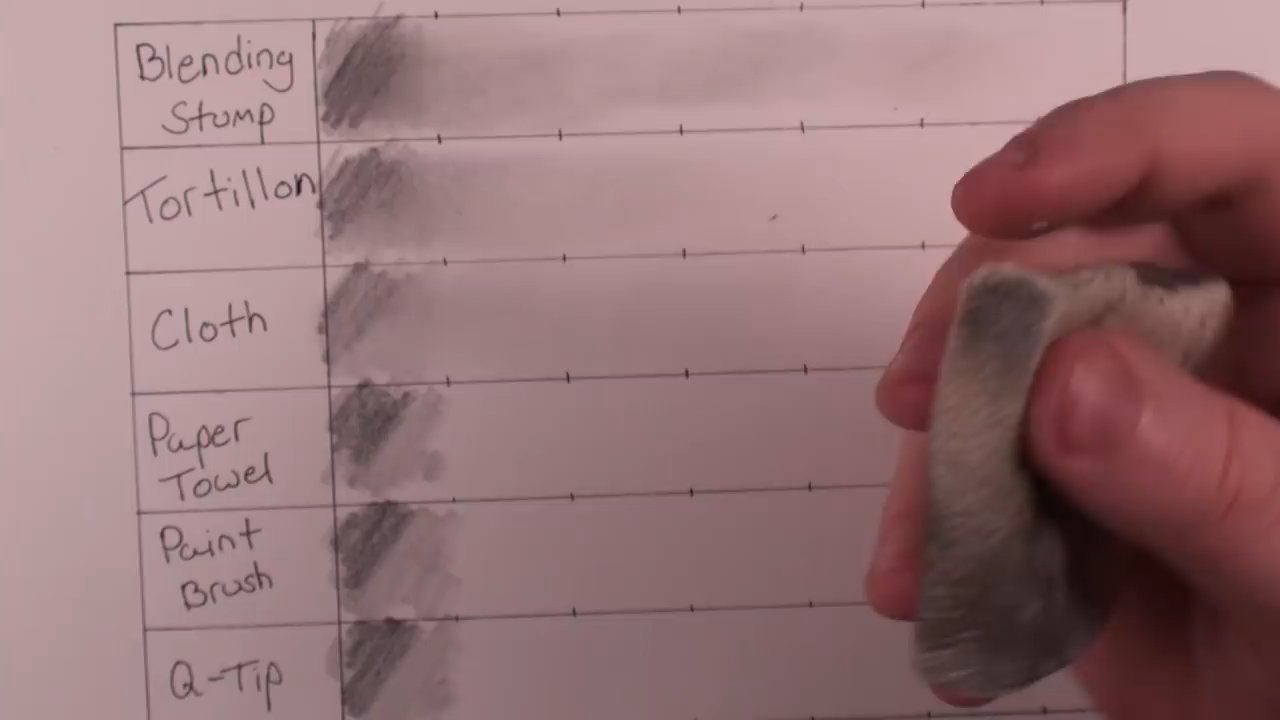 Blending
Stump
Tortillon
Cloth
Paper
Towel
Paint
Brush
Q-Tip